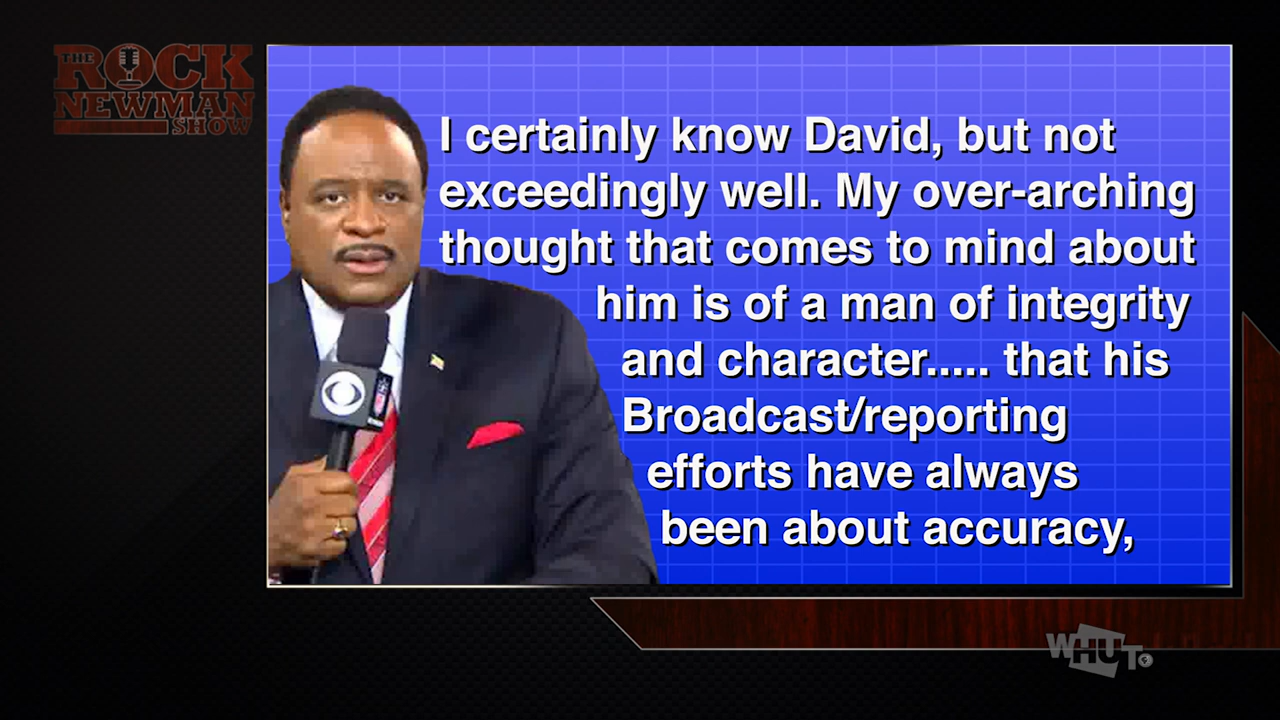 THE
ROCK
NEWMAN
SHOW
I certainly know David, but not
exceedingly well. My over-arching
thought that comes to mind about
him is of a man of integrity
and character..... that his
Broadcast/reporting
efforts have always
been about accuracy,
WHUT